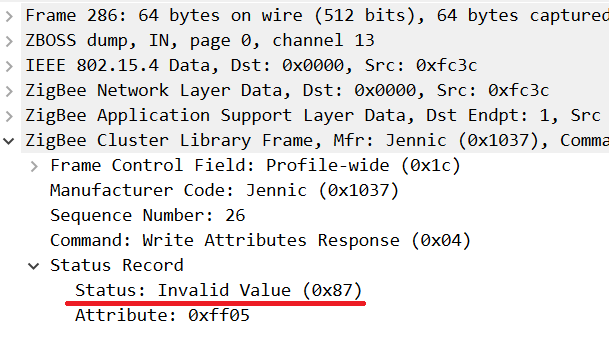 Frame 286: 64 bytes on wire (512 bits), 64 bytes captured
ZBOSS dump, IN, page 0, channel 13
IEEE 802.15.4 Data, Dst: 0x0000, Src: 0xfc3c
ZigBee Network Layer Data, Dst: 0x0000, Src: 0xfc3c
ZigBee Application Support Layer Data, Dst Endpt: 1, Src
ZigBee Cluster Library Frame, Mfr: Jennic (0x1037), Comma
Frame Control Field: Profile-wide (0x1c)
Manufacturer Code: Jennic (0x1037)
Sequence Number: 26
Command: Write Attributes Response (0x04)
Status Record
Status: Invalid Value (0x87)
Attribute: 0xff05